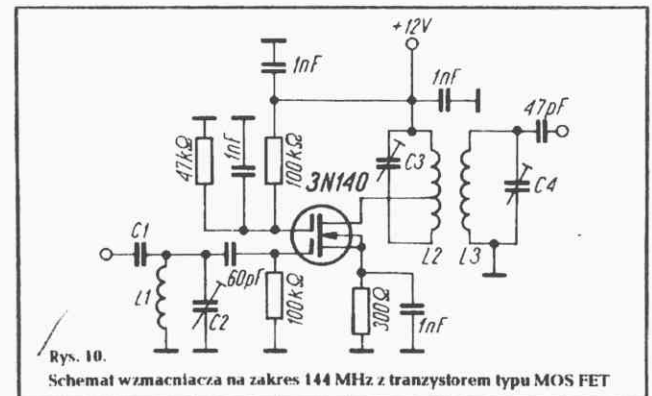 +12V
1nF
1nF
47pF
47kΩ
1nF
100kΩ
3N140
C3
C4
C1
60pF
L2
L3
L1
C2
100kΩ
300Ω
1nF
Rys. 10.
Schemat wzmacniacza na zakres 144 MHz z tranzystorem typu MOS FET